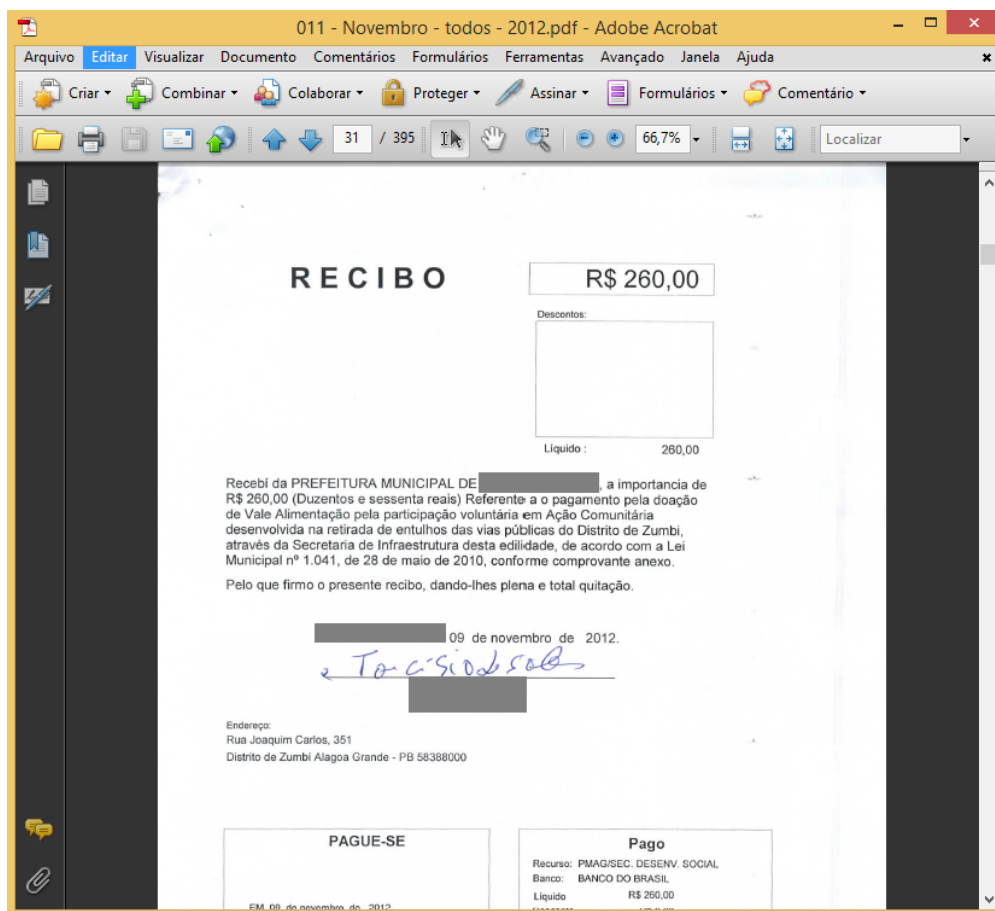 011 - Novembro - todos - 2012.pdf - Adobe Acrobat
Arquivo Editar Visualizar Documento Comentários Formulários Ferramentas Avançado Janela Ajuda
Criar Combinar Colaborar Proteger Assinar Formulários Comentário
31 / 395 66,7% Localizar
RECIBO R$ 260,00
Descontos:
Líquido : 260,00
Recebí da PREFEITURA MUNICIPAL DE , a importancia de
R$ 260,00 (Duzentos e sessenta reais) Referente a o pagamento pela doação
de Vale Alimentação pela participação voluntária em Ação Comunitária
desenvolvida na retirada de entulhos das vias públicas do Distrito de Zumbi,
através da Secretaria de Infraestrutura desta edilidade, de acordo com a Lei
Municipal nº 1.041, de 28 de maio de 2010, conforme comprovante anexo.
Pelo que firmo o presente recibo, dando-lhes plena e total quitação.
09 de novembro de 2012.
Endereço:
Rua Joaquim Carlos, 351
Distrito de Zumbi Alagoa Grande - PB 58388000
PAGUE-SE
Pago
Recurso: PMAG/SEC. DESENV. SOCIAL
Banco: BANCO DO BRASIL
Líquido R$ 260,00
EM, 09 de novembro de 2012